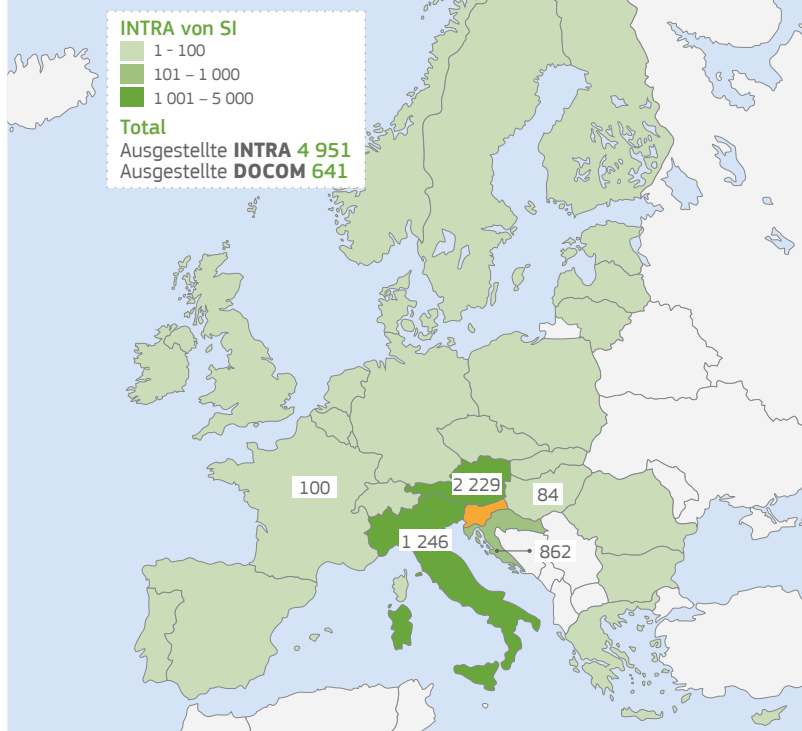 INTRA von SI
1 - 100
101 – 1 000
1 001 – 5 000
Total
Ausgestellte INTRA 4 951
Ausgestellte DOCOM 641
100
2 229
84
1 246
862